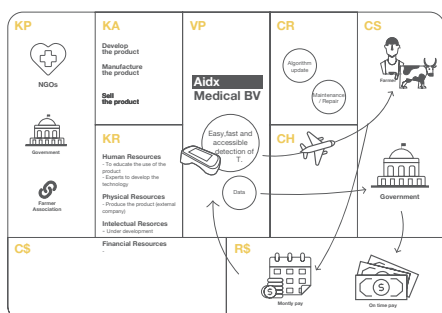 KP
NGOs
Government
Farmer
Association
KA
Develop
the product
Manufacture
the product
Sell
the product
KR
Human Resources
- To educate the use of the
product
- Experts to develop the
technology
Physical Resources
- Produce the product (external
company)
Intelectual Resorces
- Under development
Financial Resources
-
VP
Aidx
Medical BV
Easy,fast and
accessible
detection of
T.
Data
CR
Algorithm
update
Maintenance
/ Repair
CH
CS
Farmer
Government
C$
R$
Montly pay
$
On time pay